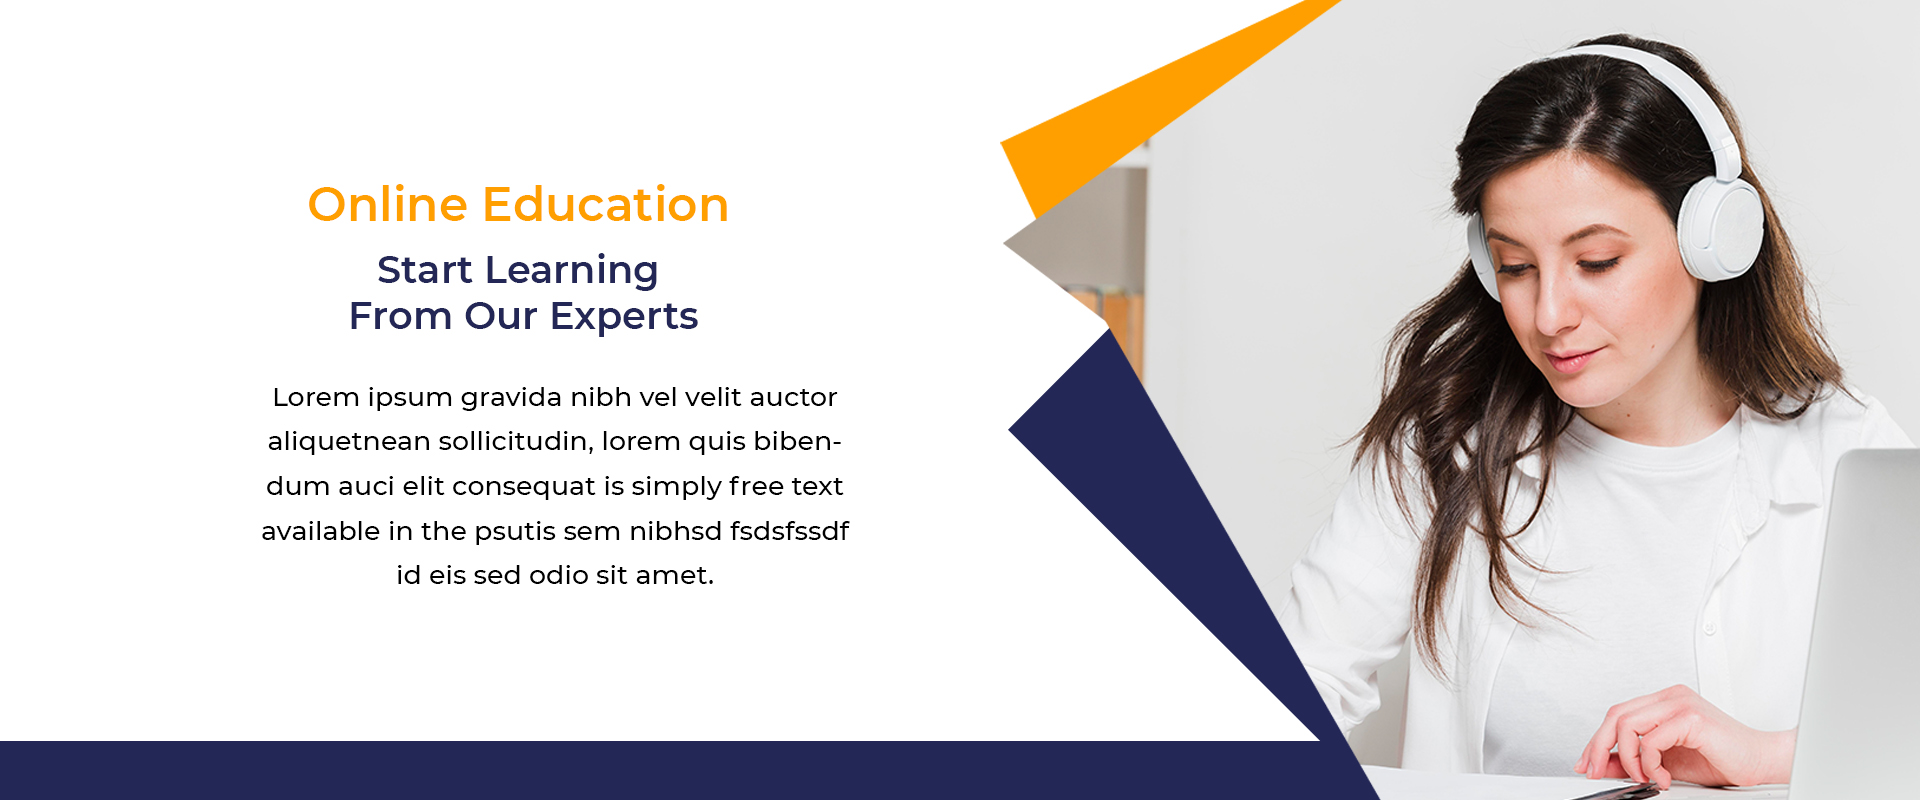 Online Education
Start Learning
From Our Experts
Lorem ipsum gravida nibh vel velit auctor
aliquetnean sollicitudin, lorem quis biben-
dum auci elit consequat is simply free text
available in the psutis sem nibhsd fsdsfssdf
id eis sed odio sit amet.